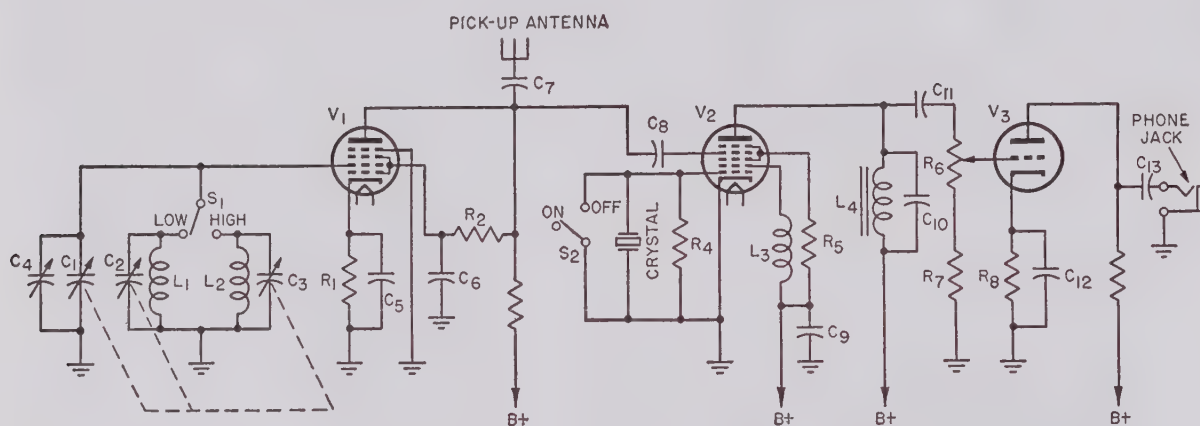 PICK-UP ANTENNA
C7
V1
C8
V2
C11
V3
PHONE JACK
C13
R6
S1
LOW
HIGH
ON
OFF
S2
CRYSTAL
R4
L3
R5
L4
C10
R2
C4
C1
C2
L1
L2
C3
R1
C5
C6
R7
R8
C12
C9
B+
B+
B+
B+